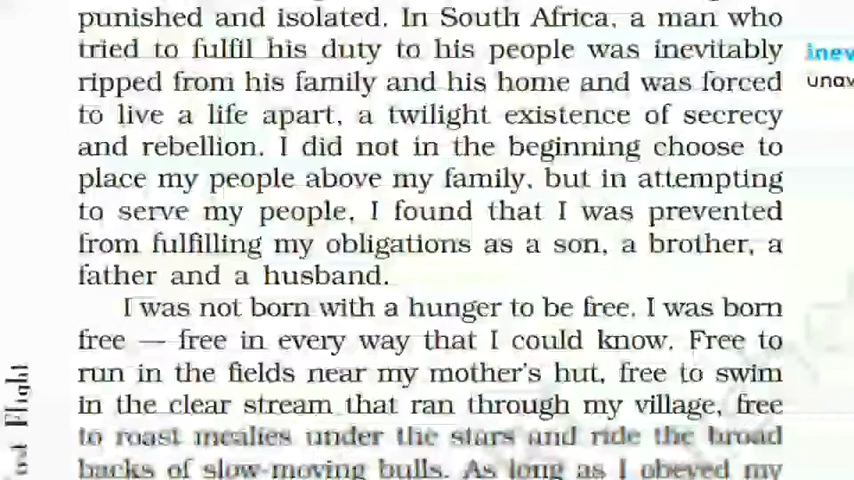 punished and isolated. In South Africa, a man who
tried to fulfil his duty to his people was inevitably
ripped from his family and his home and was forced
to live a life apart, a twilight existence of secrecy
and rebellion. I did not in the beginning choose to
place my people above my family, but in attempting
to serve my people, I found that I was prevented
from fulfilling my obligations as a son, a brother, a
father and a husband.
I was not born with a hunger to be free. I was born
free — free in every way that I could know. Free to
run in the fields near my mother's hut, free to swim
in the clear stream that ran through my village, free
to roast mealies under the stars and ride the broad
backs of slow-moving bulls. As long as I obeyed my
inev
unav
Flight